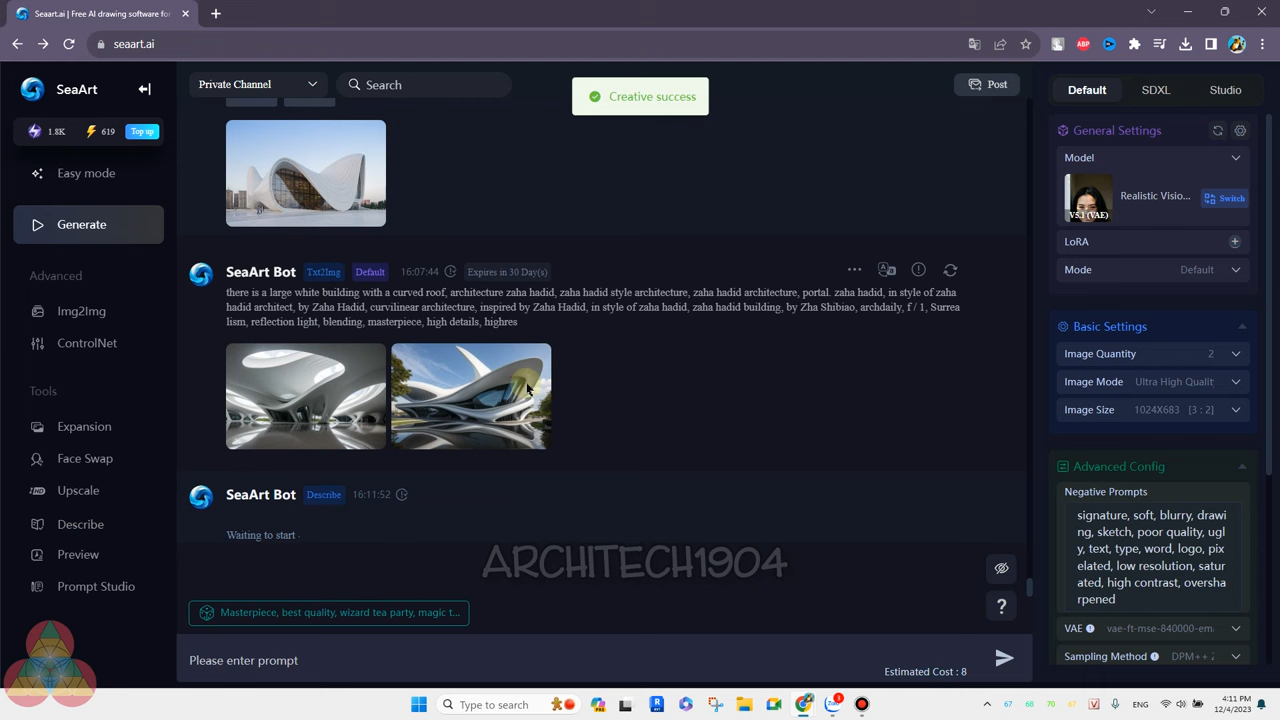 Seaart.ai | Free AI drawing software for
seaart.ai
ABP
SeaArt
Private Channel
Search
Creative success
Post
Default
SDXL
Studio
1.8K
619
Top up
General Settings
Model
Easy mode
V5.1 (VAE)
Realistic Visio...
Switch
Generate
LoRA
SeaArt Bot
Txt2Img
Default
16:07:44
Expires in 30 Day(s)
Mode
Default
Advanced
there is a large white building with a curved roof, architecture zaha hadid, zaha hadid style architecture, zaha hadid architecture, portal. zaha hadid, in style of zaha
hadid architect, by Zaha Hadid, curvilinear architecture, inspired by Zaha Hadid, in style of zaha hadid, zaha hadid building, by Zha Shibiao, archdaily, f / 1, Surrea
lism, reflection light, blending, masterpiece, high details, highres
Img2Img
ControlNet
Basic Settings
Image Quantity
2
Image Mode
Ultra High Qualit
Image Size
1024X683 [3 : 2]
Tools
Expansion
Face Swap
Upscale
Describe
Preview
Prompt Studio
Advanced Config
Negative Prompts
signature, soft, blurry, drawi
ng, sketch, poor quality, ugl
y, text, type, word, logo, pix
elated, low resolution, satur
ated, high contrast, oversha
rpened
SeaArt Bot
Describe
16:11:52
Waiting to start
ARCHITECH1904
?
Masterpiece, best quality, wizard tea party, magic t...
VAE
vae-ft-mse-840000-em
Sampling Method
DPM++ 2
Please enter prompt
Estimated Cost : 8
Type to search
67
68
70
67
V
ENG
4:11 PM
12/4/2023